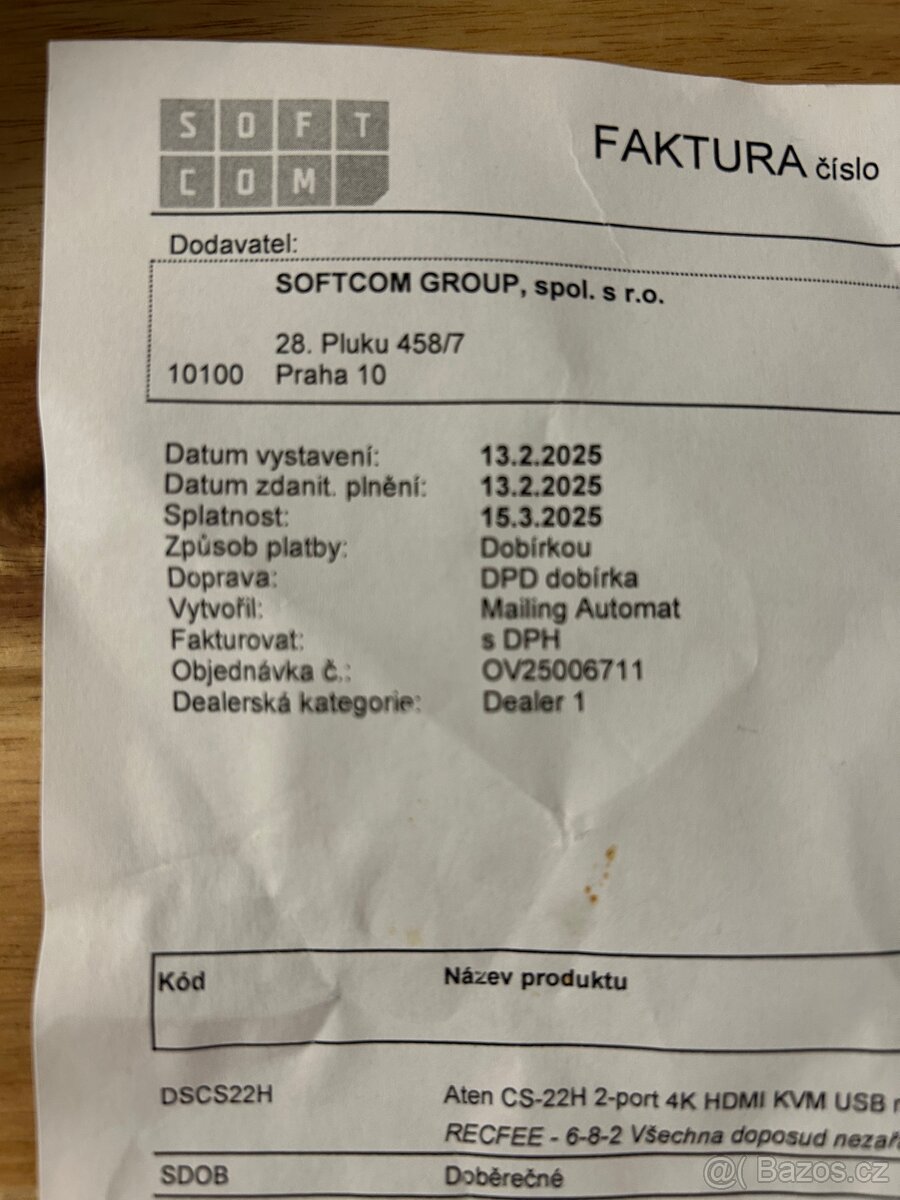 SOFT
COM
FAKTURA číslo
Dodavatel:
SOFTCOM GROUP, spol. s r.o.
28. Pluku 458/7
10100 Praha 10
Datum vystavení: 13.2.2025
Datum zdanit. plnění: 13.2.2025
Splatnost: 15.3.2025
Způsob platby: Dobírkou
Doprava: DPD dobírka
Vytvořil: Mailing Automat
Fakturovat: s DPH
Objednávka č.: OV25006711
Dealerská kategorie: Dealer 1
Kód Název produktu
DSCS22H Aten CS-22H 2-port 4K HDMI KVM USB
RECFEE - 6-8-2 Všechna doposud
SDOB Doběrečné
@( Bazos.cz